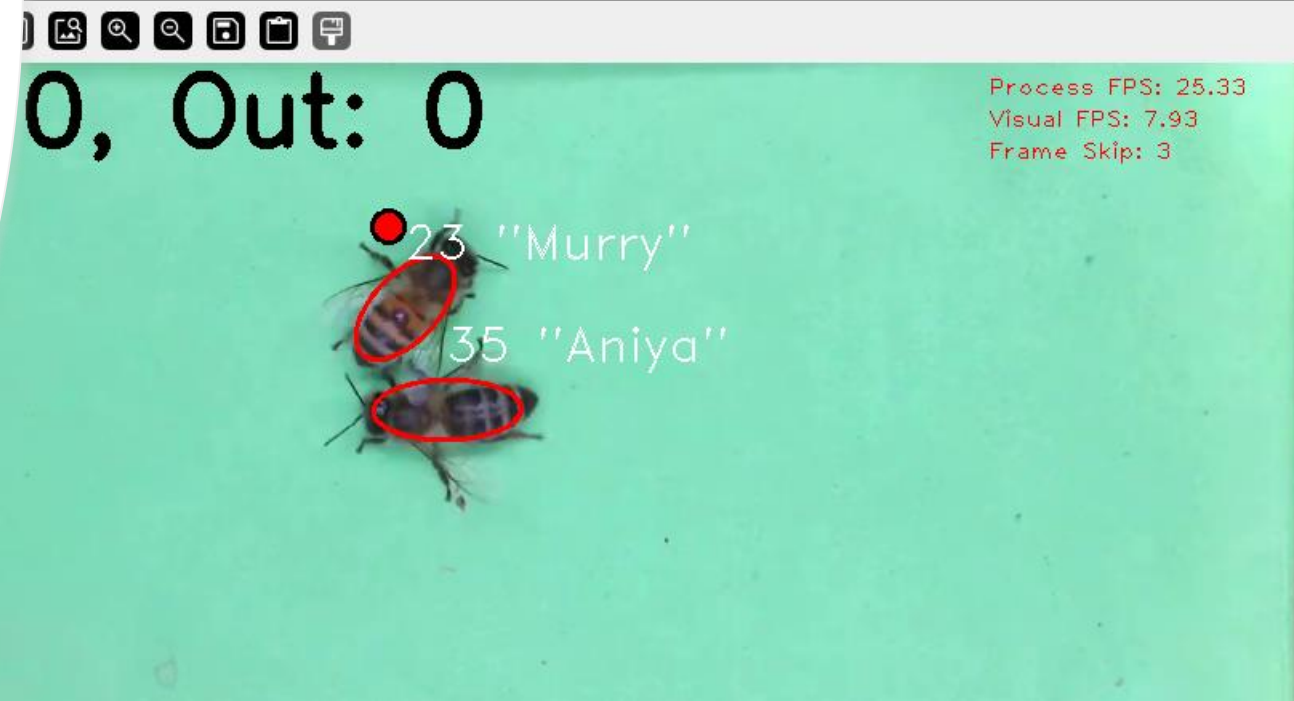 0, Out: 0
Process FPS: 25.33
Visual FPS: 7.93
Frame Skip: 3
23 "Murry"
35 "Aniya"